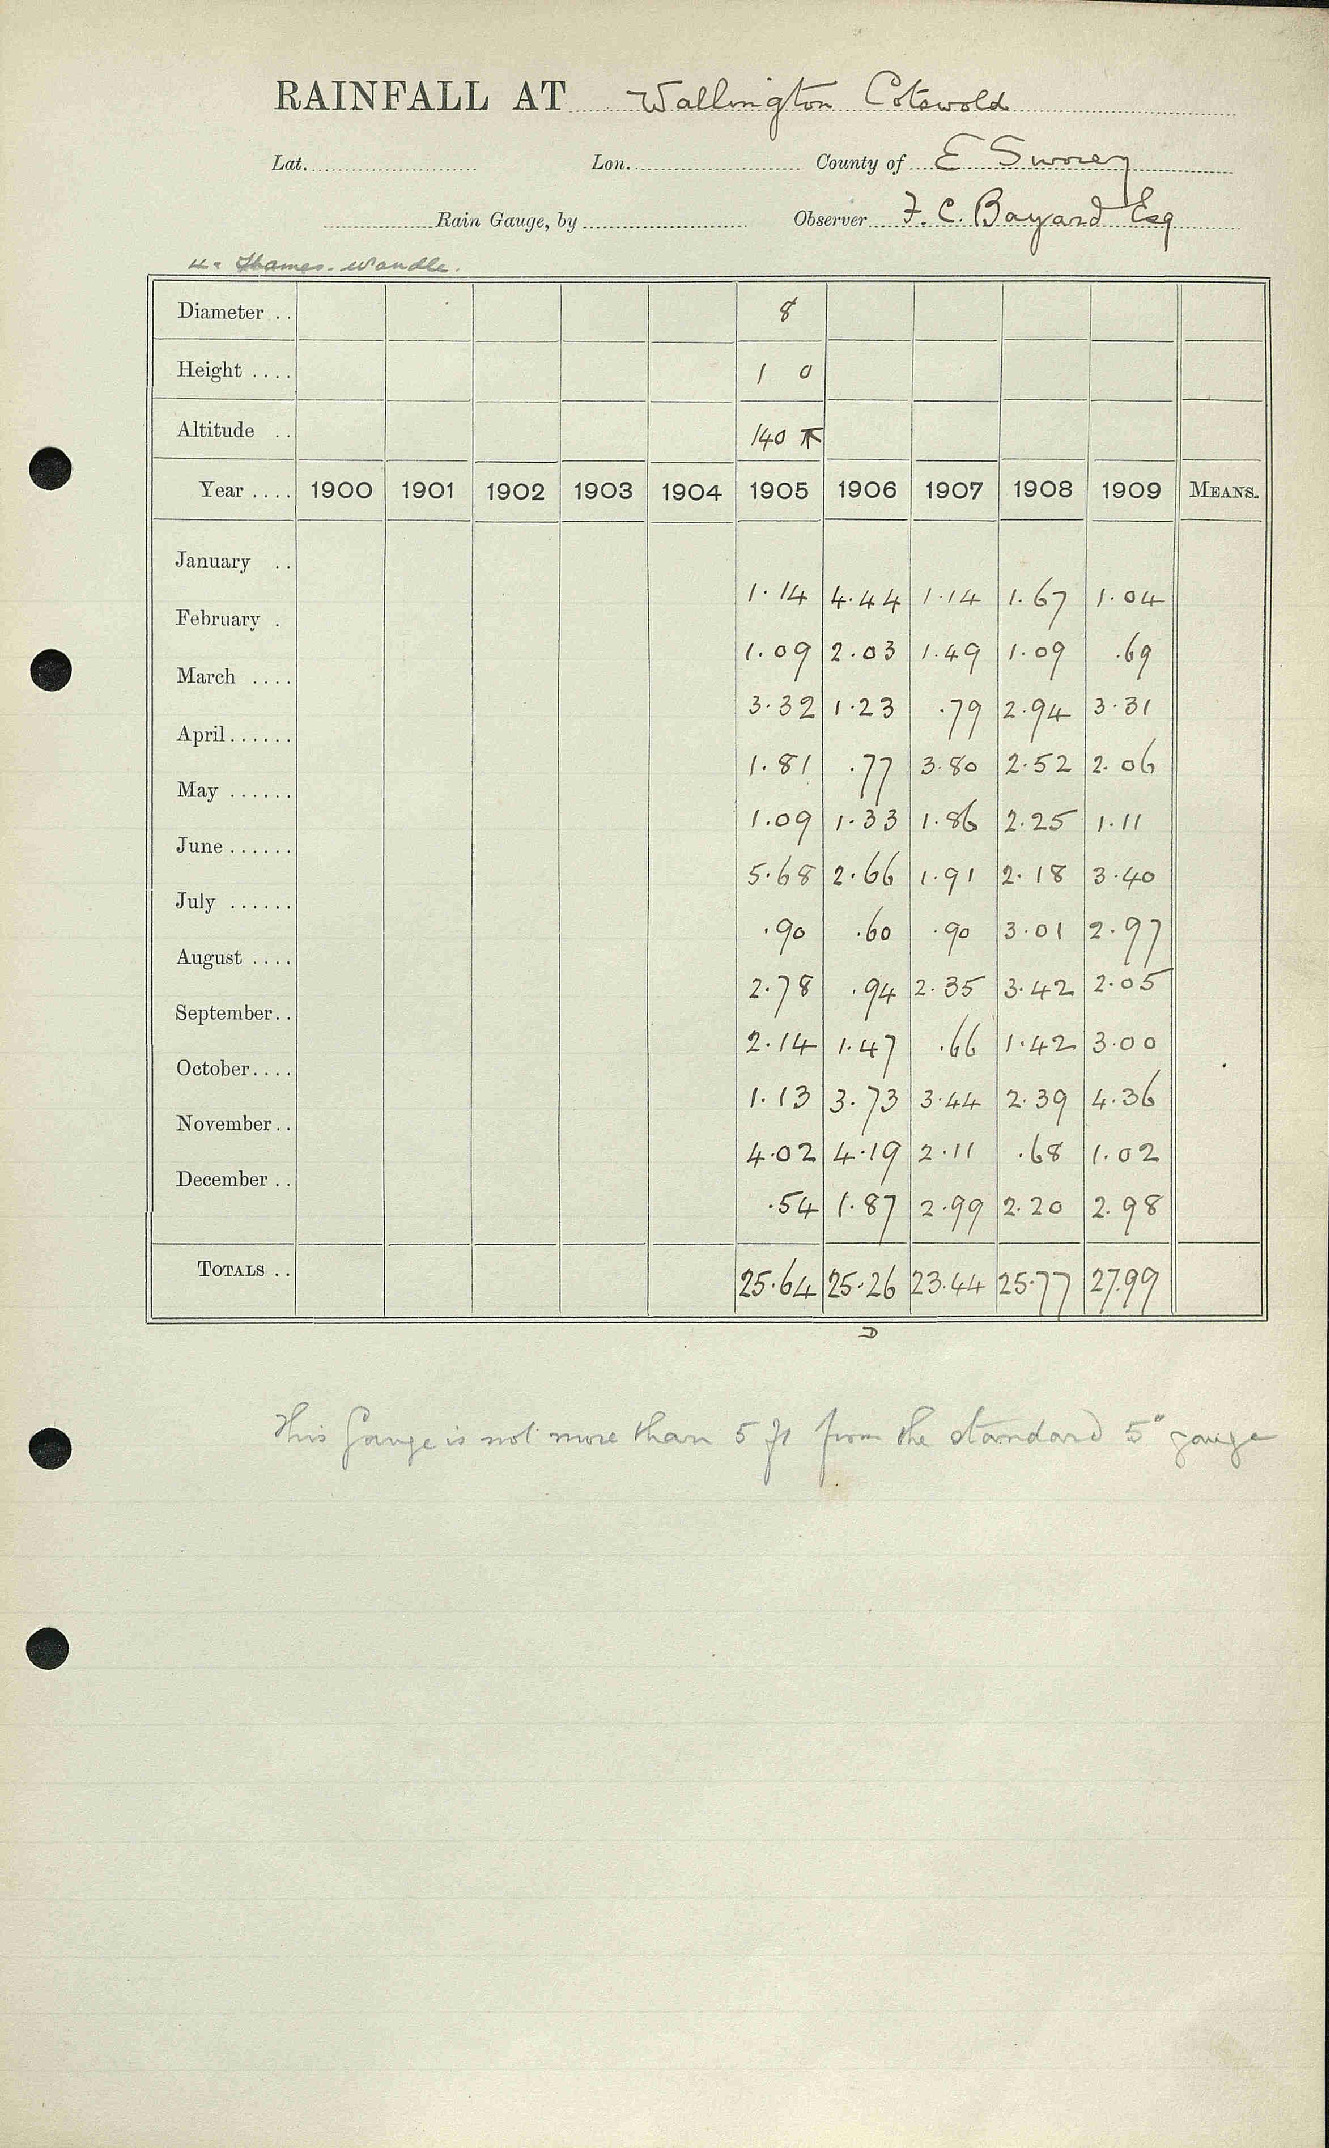 RAINFALL AT Wallington Cotswold
Lat. Lon. County of E Surrey
Rain Gauge, by Observer F. C. Bayard Esq
Thames. Wandle.
Diameter .. 8
Height .... 1 0
Altitude .. 140
Year .... 1900 1901 1902 1903 1904 1905 1906 1907 1908 1909 MEANS.
January .. 1.14 4.44 1.14 1.67 1.04
February . 1.09 2.03 1.49 1.09 .69
March .... 3.32 1.23 .79 2.94 3.31
April...... 1.81 .77 3.80 2.52 2.06
May ...... 1.09 1.33 1.86 2.25 1.11
June...... 5.68 2.66 1.91 2.18 3.40
July ...... .90 .60 .90 3.01 2.97
August .... 2.78 .94 2.35 3.42 2.05
September.. 2.14 1.47 .66 1.42 3.00
October.... 1.13 3.73 3.44 2.39 4.36
November.. 4.02 4.19 2.11 .68 1.02
December .. .54 1.87 2.99 2.20 2.98
TOTALS .. 25.64 25.26 23.44 25.77 27.99
D
This Gauge is not more than 5 ft from the standard 5" gauge